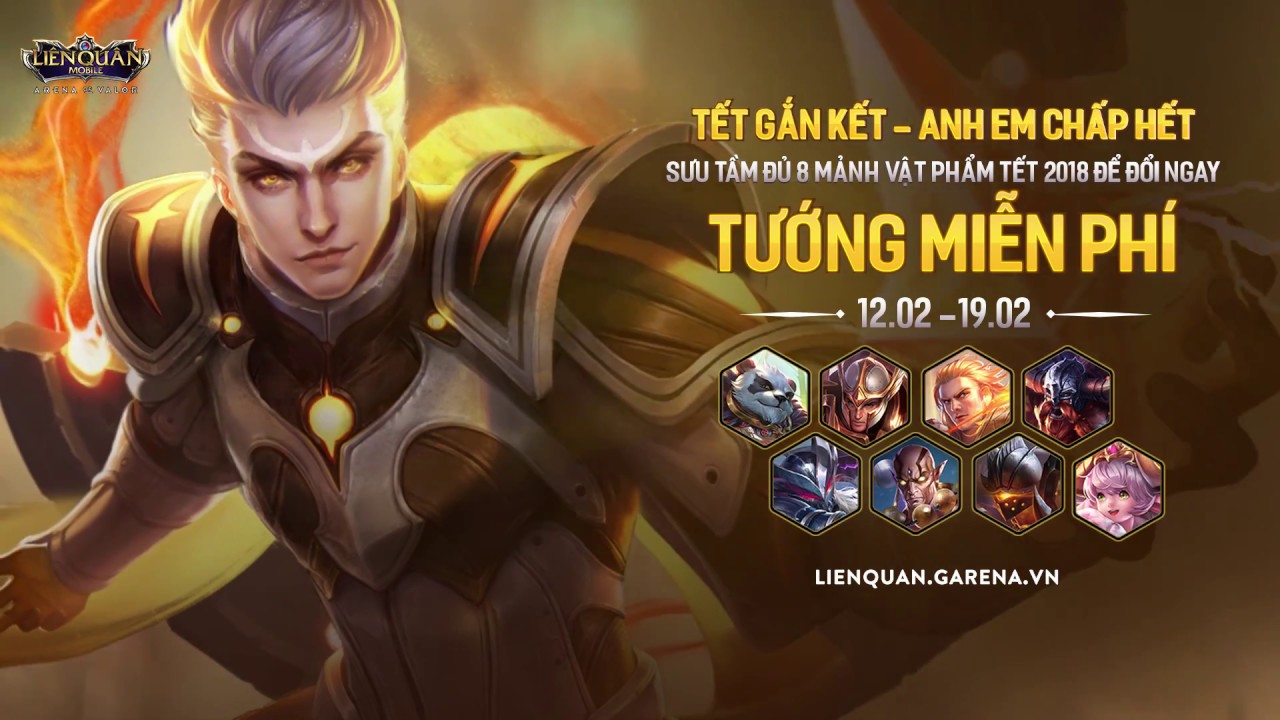 LIÊN QUÂN
MOBILE
ARENA OF VALOR
TẾT GẮN KẾT – ANH EM CHẤP HẾT
SƯU TẦM ĐỦ 8 MẢNH VẬT PHẨM TẾT 2018 ĐỂ ĐỔI NGAY
TƯỚNG MIỄN PHÍ
12.02 –19.02
LIENQUAN.GARENA.VN